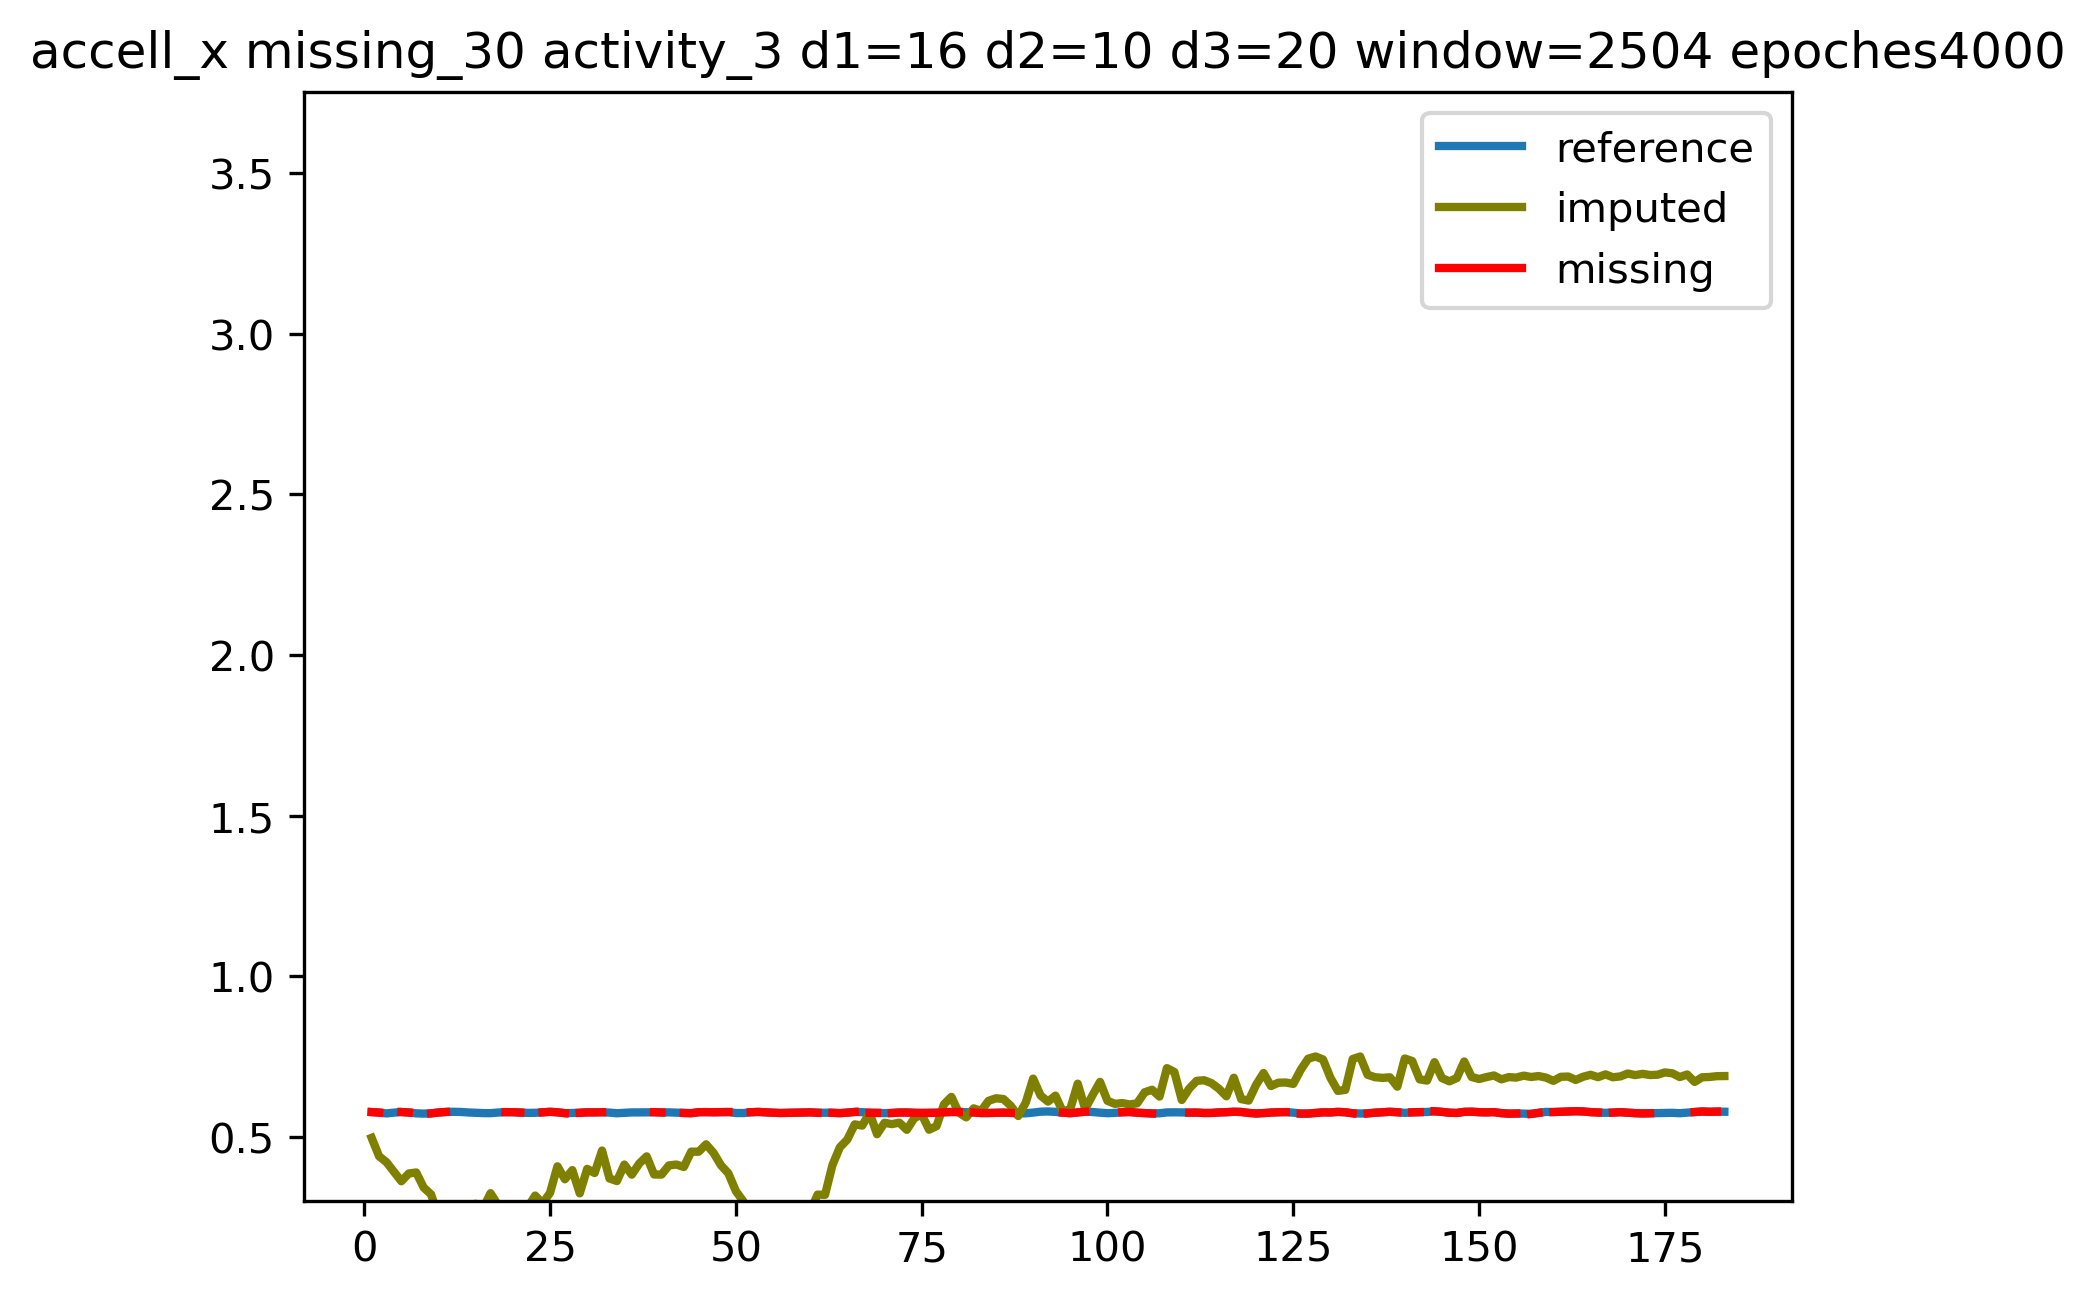 accell_x missing_30 activity_3 d1=16 d2=10 d3=20 window=2504 epoches4000
reference
imputed
missing
3.5
3.0
2.5
2.0
1.5
1.0
0.5
0 25 50 75 100 125 150 175